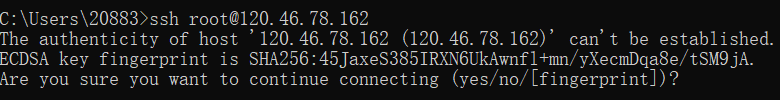 C:\Users\20883>ssh root@120.46.78.162
The authenticity of host '120.46.78.162 (120.46.78.162)' can't be established.
ECDSA key fingerprint is SHA256:45JaxeS385IRXN6UkAwnfl+mn/yXecmDqa8e/tSM9jA.
Are you sure you want to continue connecting (yes/no/[fingerprint])?